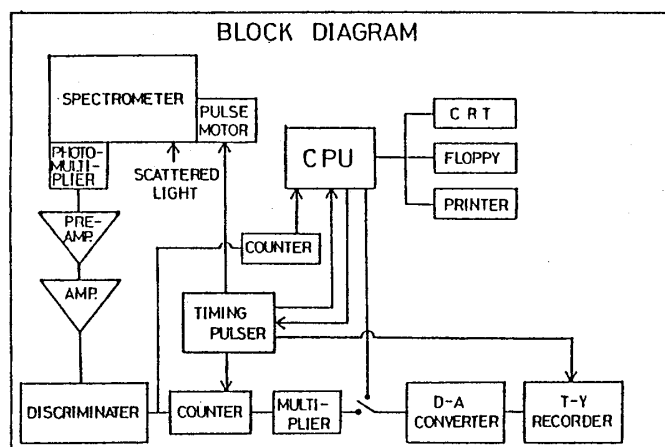 BLOCK DIAGRAM
SPECTROMETER
PULSE
MOTOR
PHOTO-
MULTI-
PLIER
SCATTERED
LIGHT
CPU
CRT
FLOPPY
PRINTER
PRE-
AMP.
COUNTER
AMP.
TIMING
PULSER
DISCRIMINATER
COUNTER
MULTI-
PLIER
D-A
CONVERTER
T-Y
RECORDER